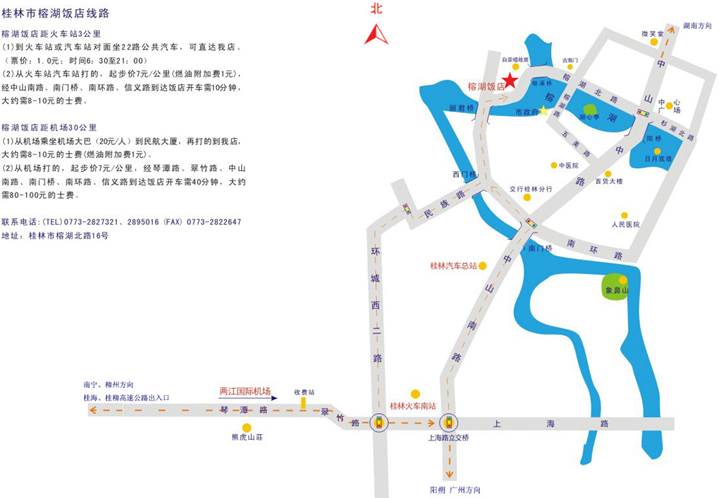 桂林市榕湖饭店线路
榕湖饭店距火车站3公里
(1)到火车站或汽车站对面坐22路公共汽车，可直达我店。
(票价：1.0元；时间6：30至21：00)
(2)从火车站汽车站打的、起步价7元/公里(燃油附加费1元)，
经中山南路、南门桥、南环路、信义路到达饭店开车需10分钟，
大约需8-10元的士费。
榕湖饭店距机场30公里
(1)从机场乘坐机场大巴(20元/人)到民航大厦，再打的到我店，
大约需8-10元的士费(燃油附加费1元)。
(2)从机场打的，起步价7元/公里，经琴潭路、翠竹路、中山
南路、南门桥、南环路、信义路到达饭店开车需40分钟，大约
需80-100元的士费。
联系电话:(TEL)0773-2827321、2895016 (FAX) 0773-2822647
地址：桂林市榕湖北路16号
北
湖南方向
微笑堂
白崇禧故居
古南门
榕湖饭店
榕溪桥
榕湖北路
中山中路
中心广场
丽君桥
市政府
榕湖路
湖心亭
榕湖
杉湖北路
阳桥
日月双塔
五美路
中医院
西门桥
百货大楼
交行桂林分行
民族路
人民医院
南环路
南门桥
环城西二路
桂林汽车总站
中山南路
象鼻山
南宁、柳州方向
桂海、桂柳高速公路出入口
两江国际机场
收费站
桂林火车南站
琴潭路
翠竹路
上海路
熊虎山莊
上海路立交桥
阳朔 广州方向